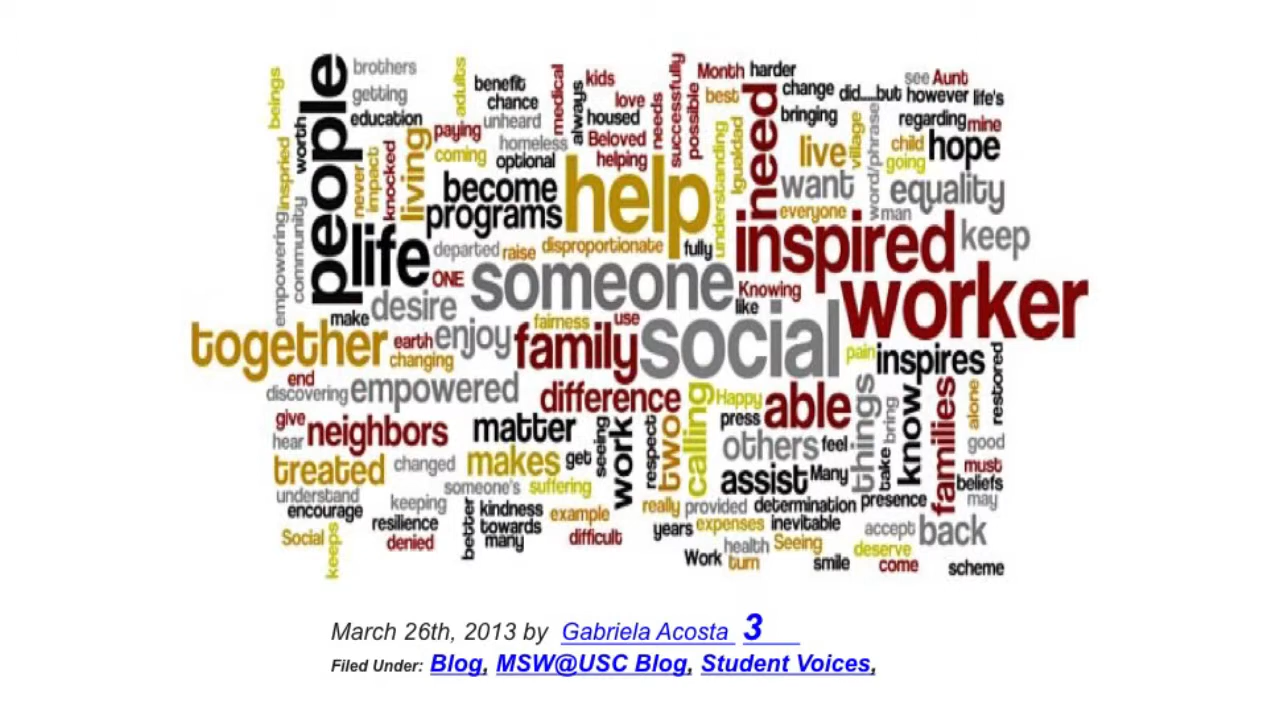 people
brothers
getting
education
beings
inspried
worth
empowering
community
never
impact
knocked
living
adults
paying
coming
benefit
chance
unheard
homeless
optional
medical
always
kids
love
housed
Beloved
helping
needs
successfully
possible
Month harder
best
change
bringing
did.....but however life's
see Aunt
regarding mine
child
going
hope
village
word/phrase
live
Igualdad
understanding
need
want
equality
everyone
man
become
programs
help
life
departed raise disproportionate fully
inspired
keep
ONE
someone
Knowing
like
worker
desire
make
together
earth
changing
enjoy
fairness
use
family
social
pain
inspires
restored
end
discovering
empowered
difference
calling
Happy
press
able
things
bring
know
families
alone
give
hear
neighbors
matter
seeing
work
respect
two
others
feel
take
good
treated
changed
makes
get
assist
Many
must
beliefs
understand
encourage
keeping
someone's suffering
really provided determination presence may
Social
keeps
resilience
denied
better
kindness
towards
many
example
difficult
years expenses inevitable
accept
back
Work
health
turn
Seeing
smile
deserve
come
scheme
March 26th, 2013 by Gabriela Acosta 3
Filed Under: Blog, MSW@USC Blog, Student Voices,